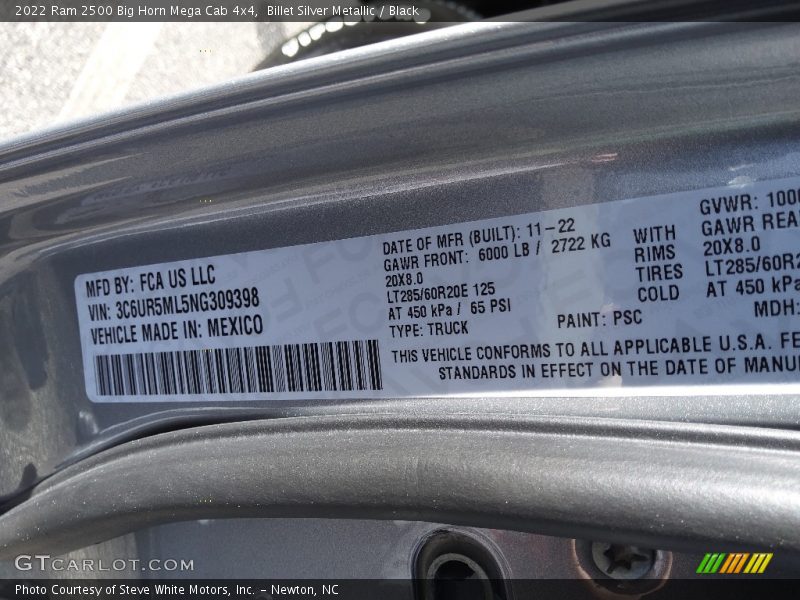 2022 Ram 2500 Big Horn Mega Cab 4x4, Billet Silver Metallic / Black
MFD BY: FCA US LLC
VIN: 3C6UR5ML5NG309398
VEHICLE MADE IN: MEXICO
DATE OF MFR (BUILT): 11-22
GAWR FRONT: 6000 LB / 2722 KG
20X8.0
LT285/60R20E 125
AT 450 kPa / 65 PSI
TYPE: TRUCK
WITH
RIMS
TIRES
COLD
PAINT: PSC
GVWR: 1000
GAWR REA
20X8.0
LT285/60R2
AT 450 kPa
MDH:
THIS VEHICLE CONFORMS TO ALL APPLICABLE U.S.A. FE
STANDARDS IN EFFECT ON THE DATE OF MANU
GTCarLot.com
Photo Courtesy of Steve White Motors, Inc. - Newton, NC